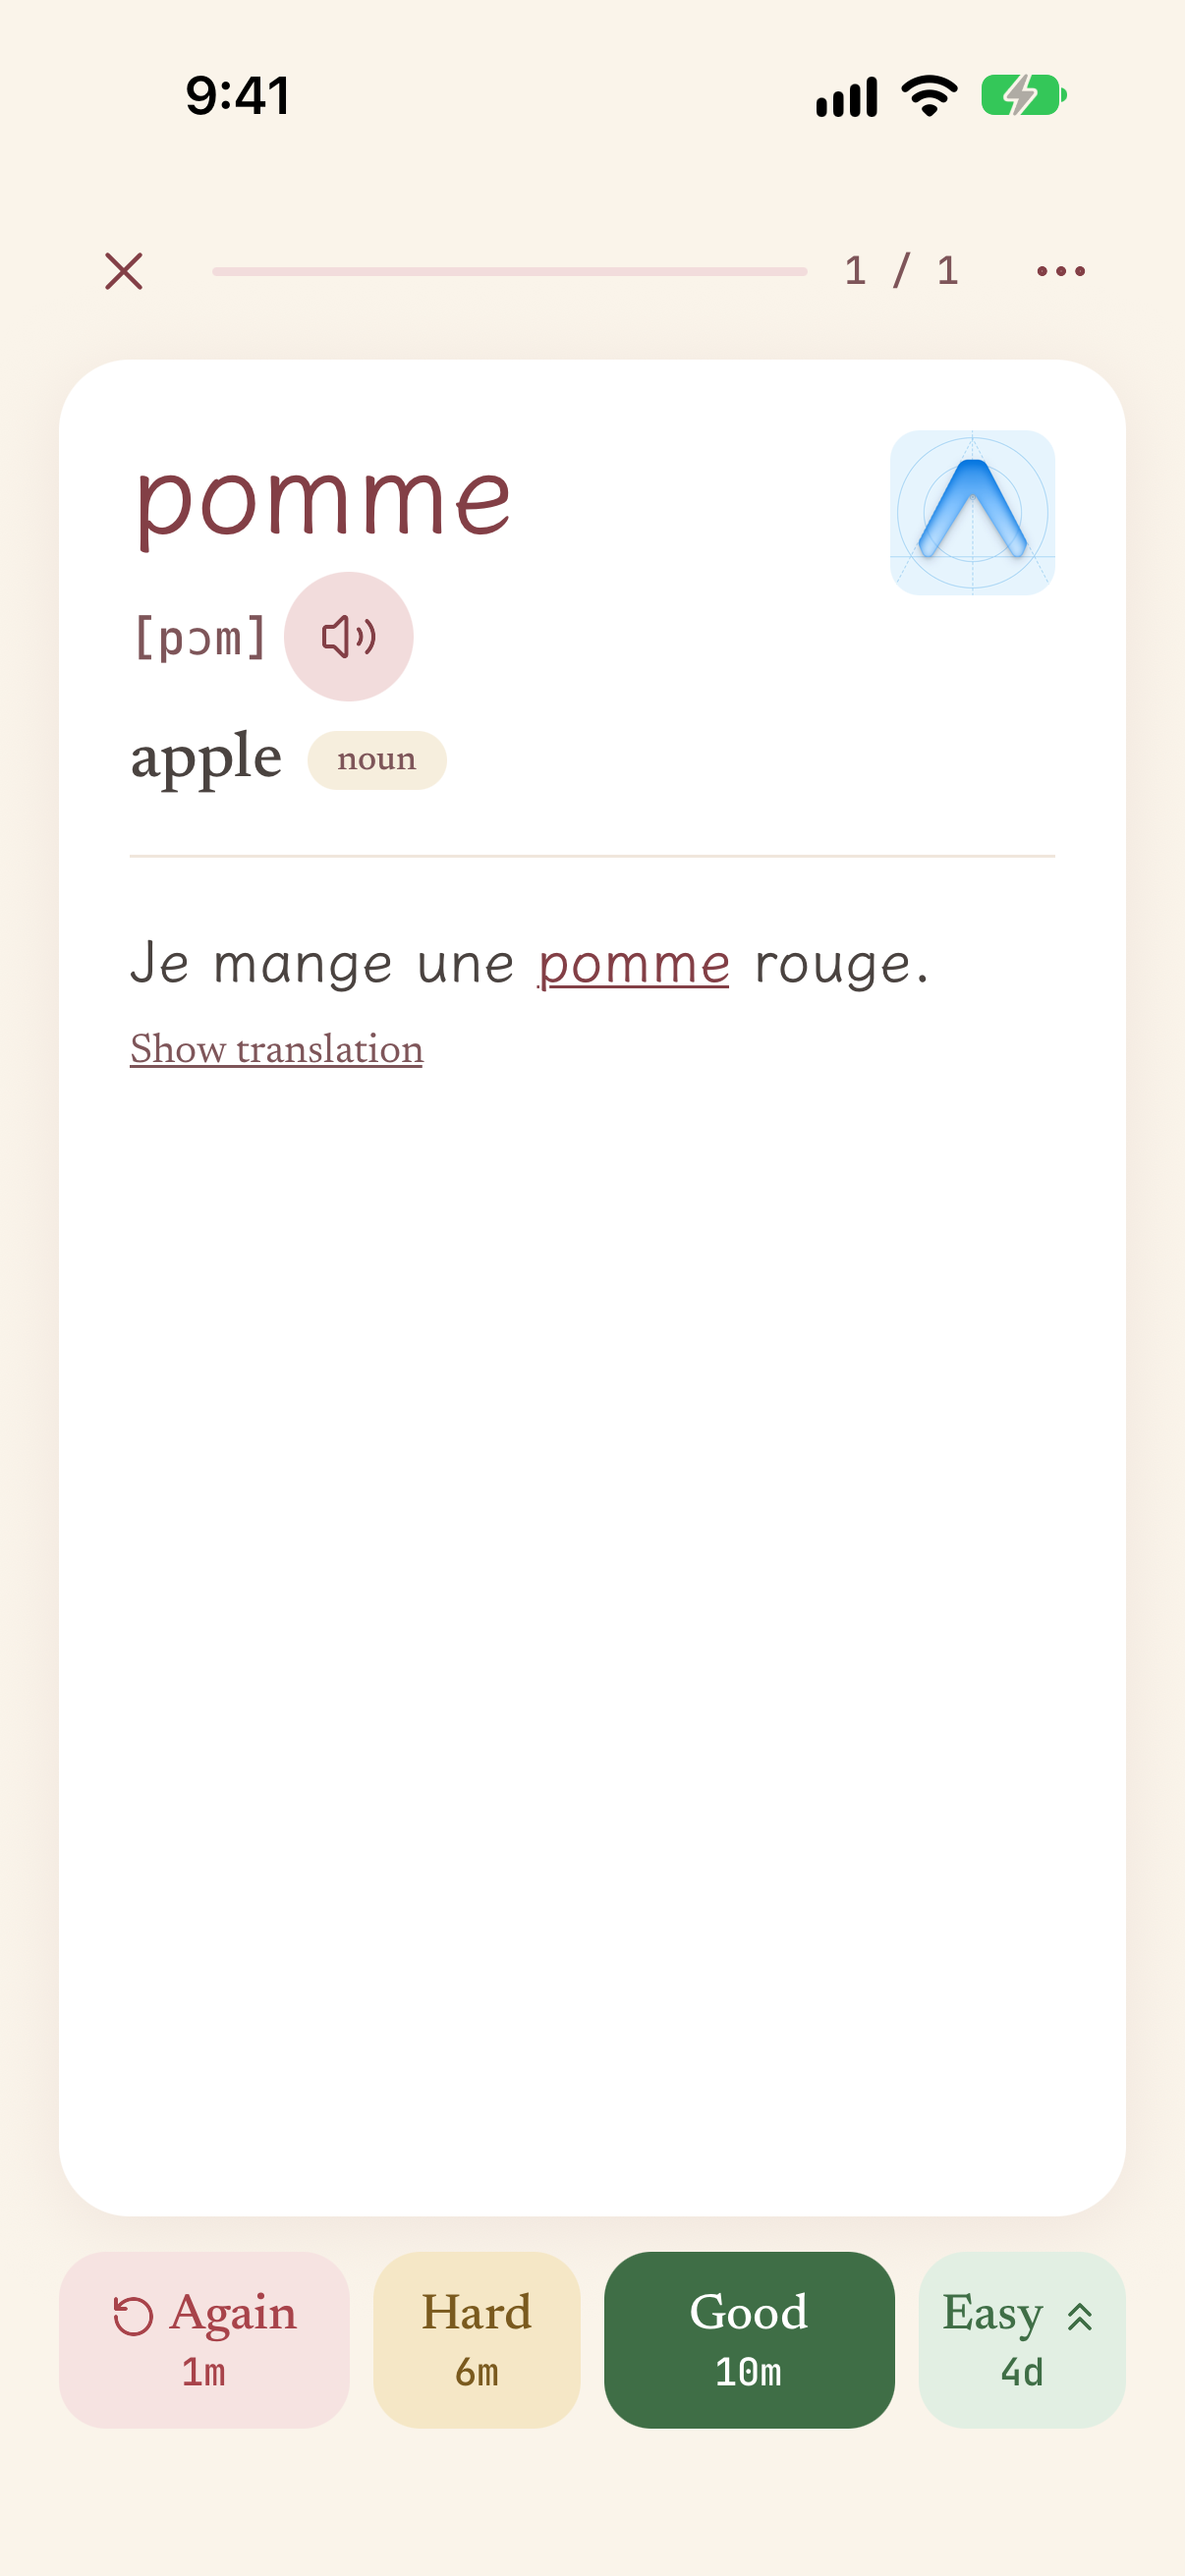 9:41
1 / 1
pomme
[pɔm]
apple noun
Je mange une pomme rouge.
Show translation
Again Hard Good Easy
1m 6m 10m 4d